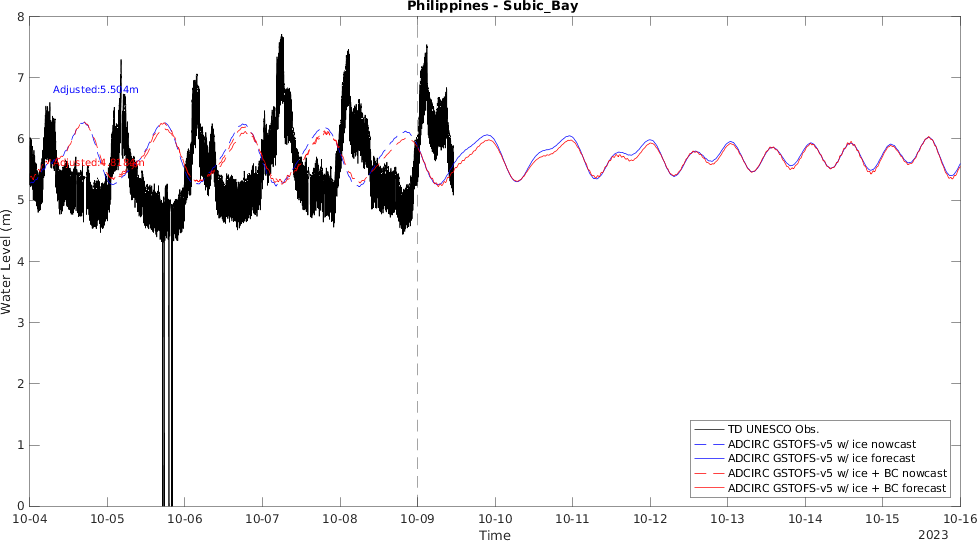 Philippines - Subic_Bay
8
7
6
5
4
3
2
1
0
Water Level (m)
Adjusted:5.504m
10-04
10-05
10-06
10-07
10-08
10-09
10-10
10-11
10-12
10-13
10-14
10-15
10-16
Time
2023
TD UNESCO Obs.
ADCIRC GSTOFS-v5 w/ ice nowcast
ADCIRC GSTOFS-v5 w/ ice forecast
ADCIRC GSTOFS-v5 w/ ice + BC nowcast
ADCIRC GSTOFS-v5 w/ ice + BC forecast